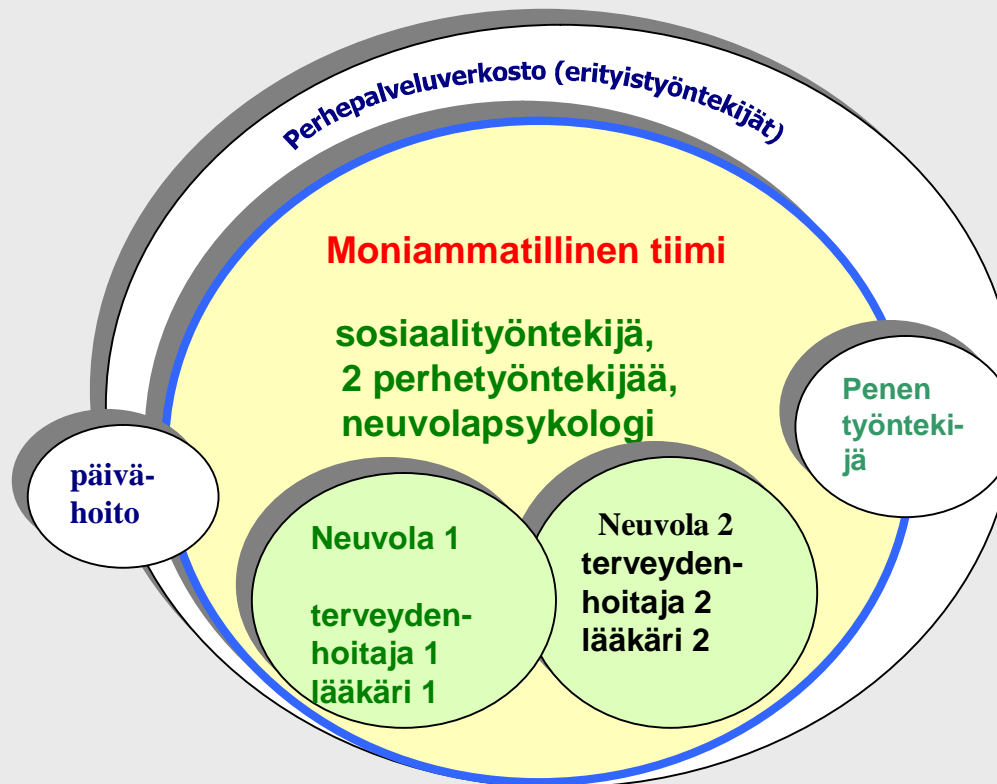 Perhepalveluverkosto (erityistyöntekijät)
Moniammatillinen tiimi
sosiaalityöntekijä,
2 perhetyöntekijää,
neuvolapsykologi
Penen
työnteki-
jä
päivä-
hoito
Neuvola 1
terveyden-
hoitaja 1
lääkäri 1
Neuvola 2
terveyden-
hoitaja 2
lääkäri 2